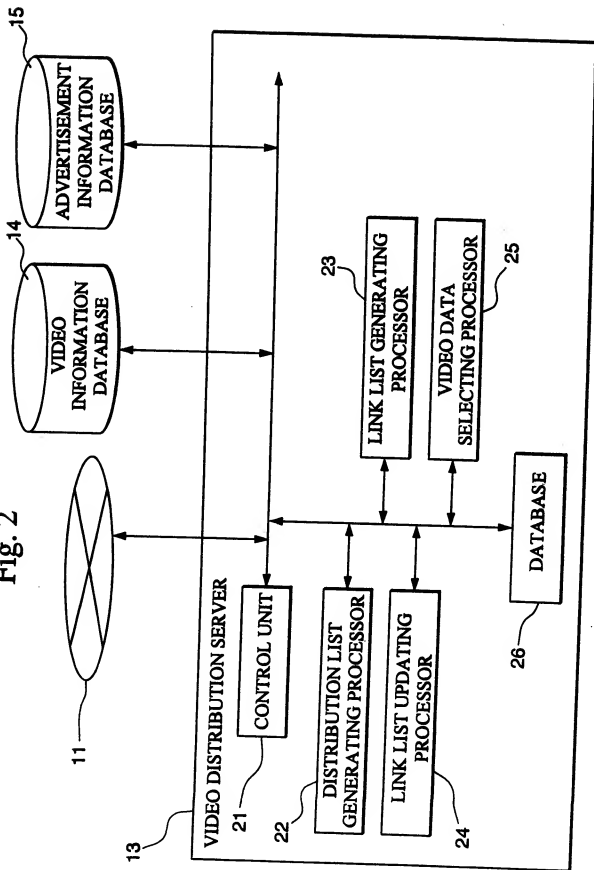 Fig. 2
11
14
VIDEO
INFORMATION
DATABASE
15
ADVERTISEMENT
INFORMATION
DATABASE
13
VIDEO DISTRIBUTION SERVER
CONTROL UNIT
21
22
DISTRIBUTION LIST
GENERATING PROCESSOR
23
LINK LIST GENERATING
PROCESSOR
LINK LIST UPDATING
PROCESSOR
24
VIDEO DATA
SELECTING PROCESSOR
25
DATABASE
26